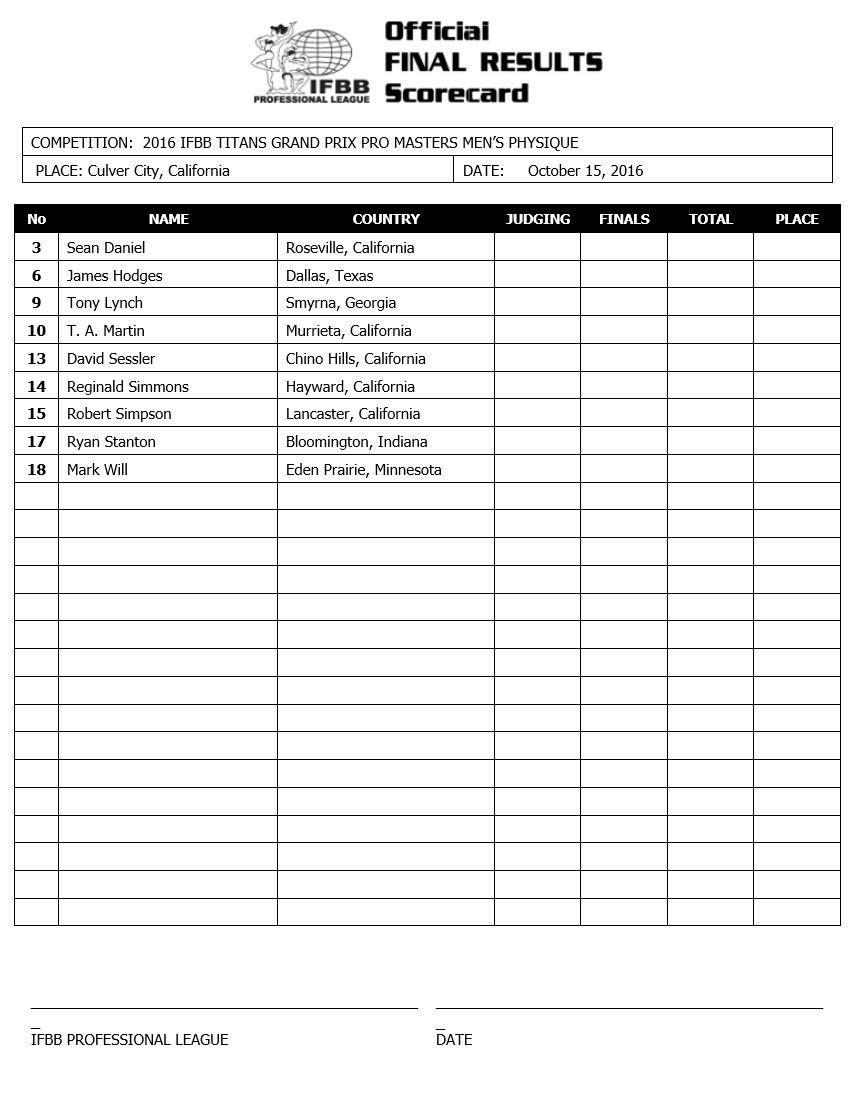 Official
FINAL RESULTS
Scorecard
IFBB
PROFESSIONAL LEAGUE
COMPETITION: 2016 IFBB TITANS GRAND PRIX PRO MASTERS MEN’S PHYSIQUE
PLACE: Culver City, California DATE: October 15, 2016
No NAME COUNTRY JUDGING FINALS TOTAL PLACE
3 Sean Daniel Roseville, California
6 James Hodges Dallas, Texas
9 Tony Lynch Smyrna, Georgia
10 T. A. Martin Murrieta, California
13 David Sessler Chino Hills, California
14 Reginald Simmons Hayward, California
15 Robert Simpson Lancaster, California
17 Ryan Stanton Bloomington, Indiana
18 Mark Will Eden Prairie, Minnesota
IFBB PROFESSIONAL LEAGUE DATE